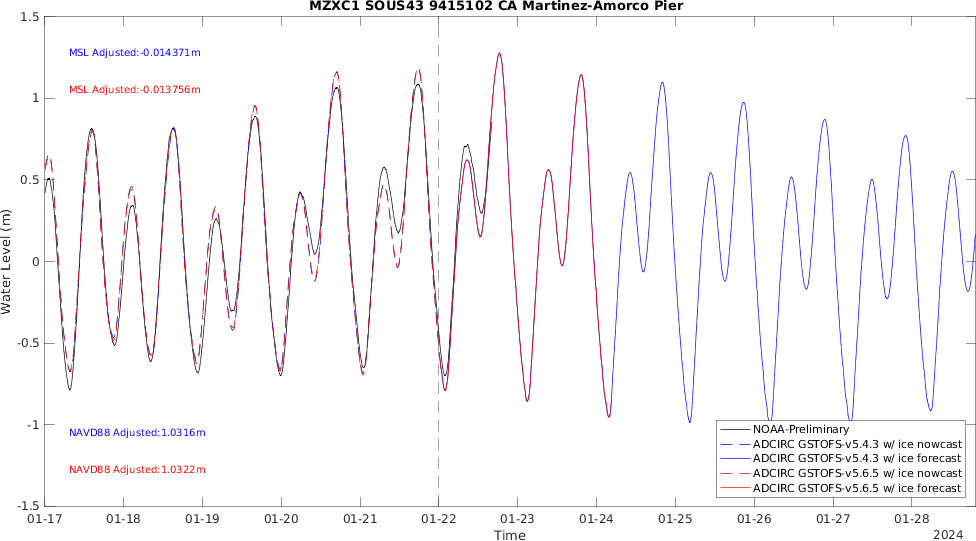 MZXC1 SOUS43 9415102 CA Martinez-Amorco Pier
1.5
1
0.5
0
-0.5
-1
-1.5
Water Level (m)
MSL Adjusted:-0.014371m
MSL Adjusted:-0.013756m
NAVD88 Adjusted:1.0316m
NAVD88 Adjusted:1.0322m
NOAA-Preliminary
ADCIRC GSTOFS-v5.4.3 w/ ice nowcast
ADCIRC GSTOFS-v5.4.3 w/ ice forecast
ADCIRC GSTOFS-v5.6.5 w/ ice nowcast
ADCIRC GSTOFS-v5.6.5 w/ ice forecast
01-17 01-18 01-19 01-20 01-21 01-22 01-23 01-24 01-25 01-26 01-27 01-28
Time
2024